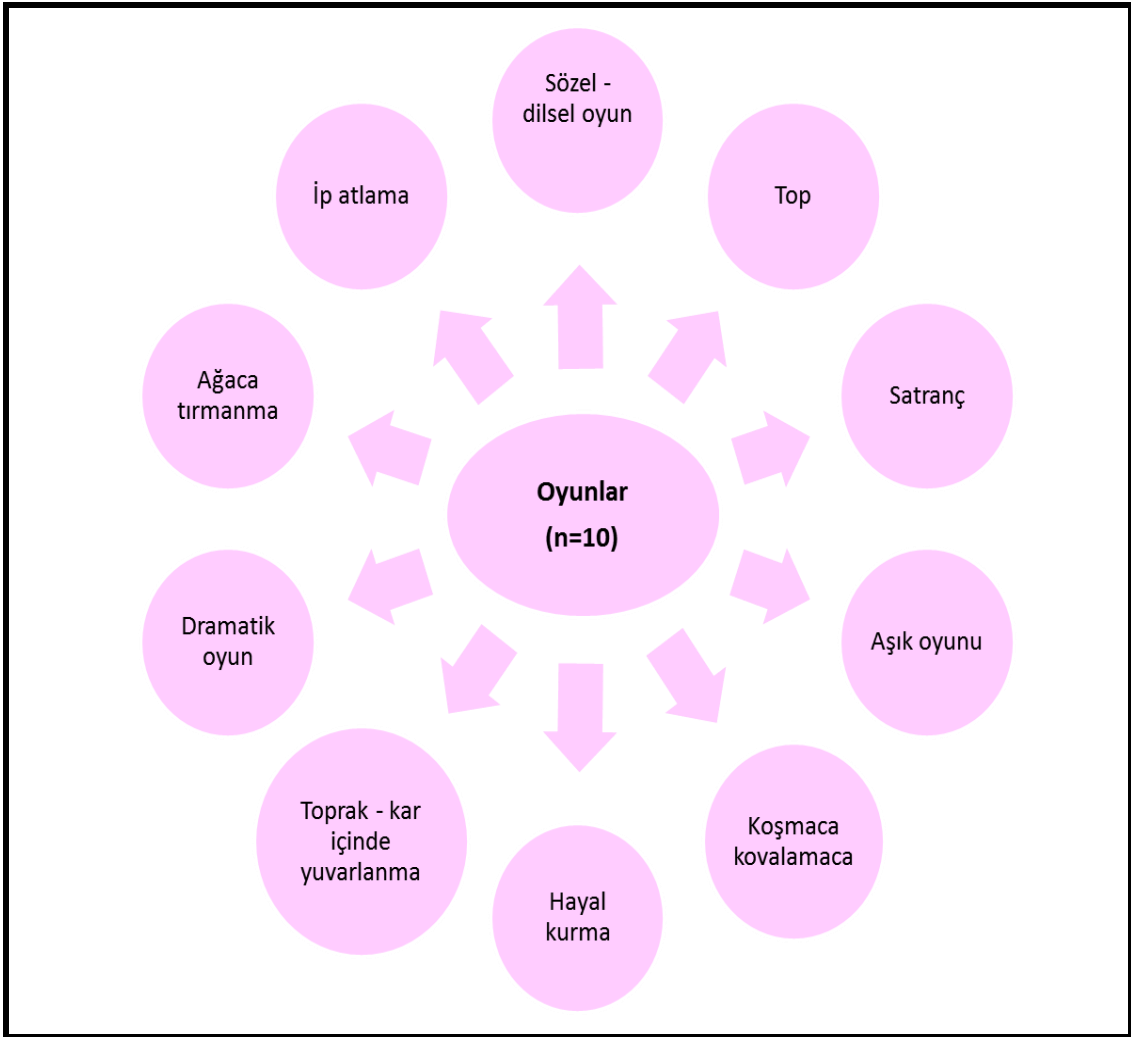 Sözel -
dilsel oyun
Top
Satranç
Aşık oyunu
Koşmaca
kovalamaca
Hayal
kurma
Toprak - kar
içinde
yuvarlanma
Dramatik
oyun
Ağaca
tırmanma
İp atlama
Oyunlar
(n=10)